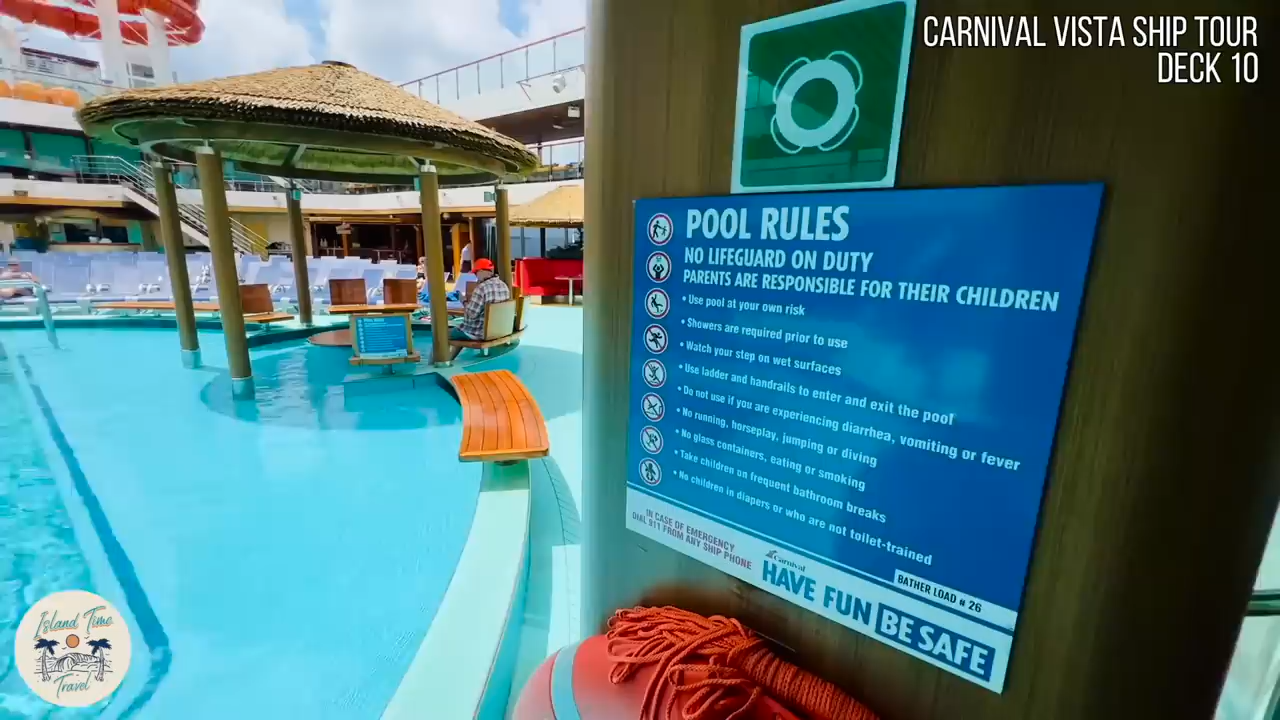 CARNIVAL VISTA SHIP TOUR
DECK 10
POOL RULES
NO LIFEGUARD ON DUTY
PARENTS ARE RESPONSIBLE FOR THEIR CHILDREN
• Use pool at your own risk
• Showers are required prior to use
• Watch your step on wet surfaces
• Use ladder and handrails to enter and exit the pool
• Do not use if you are experiencing diarrhea, vomiting or fever
• No running, horseplay, jumping or diving
• No glass containers, eating or smoking
• Take children on frequent bathroom breaks
• No children in diapers or who are not toilet-trained
IN CASE OF EMERGENCY
DIAL 911 FROM ANY SHIP PHONE
Carnival
HAVE FUN BE SAFE
BATHER LOAD # 26
POOL RULES
Island Time
Travel